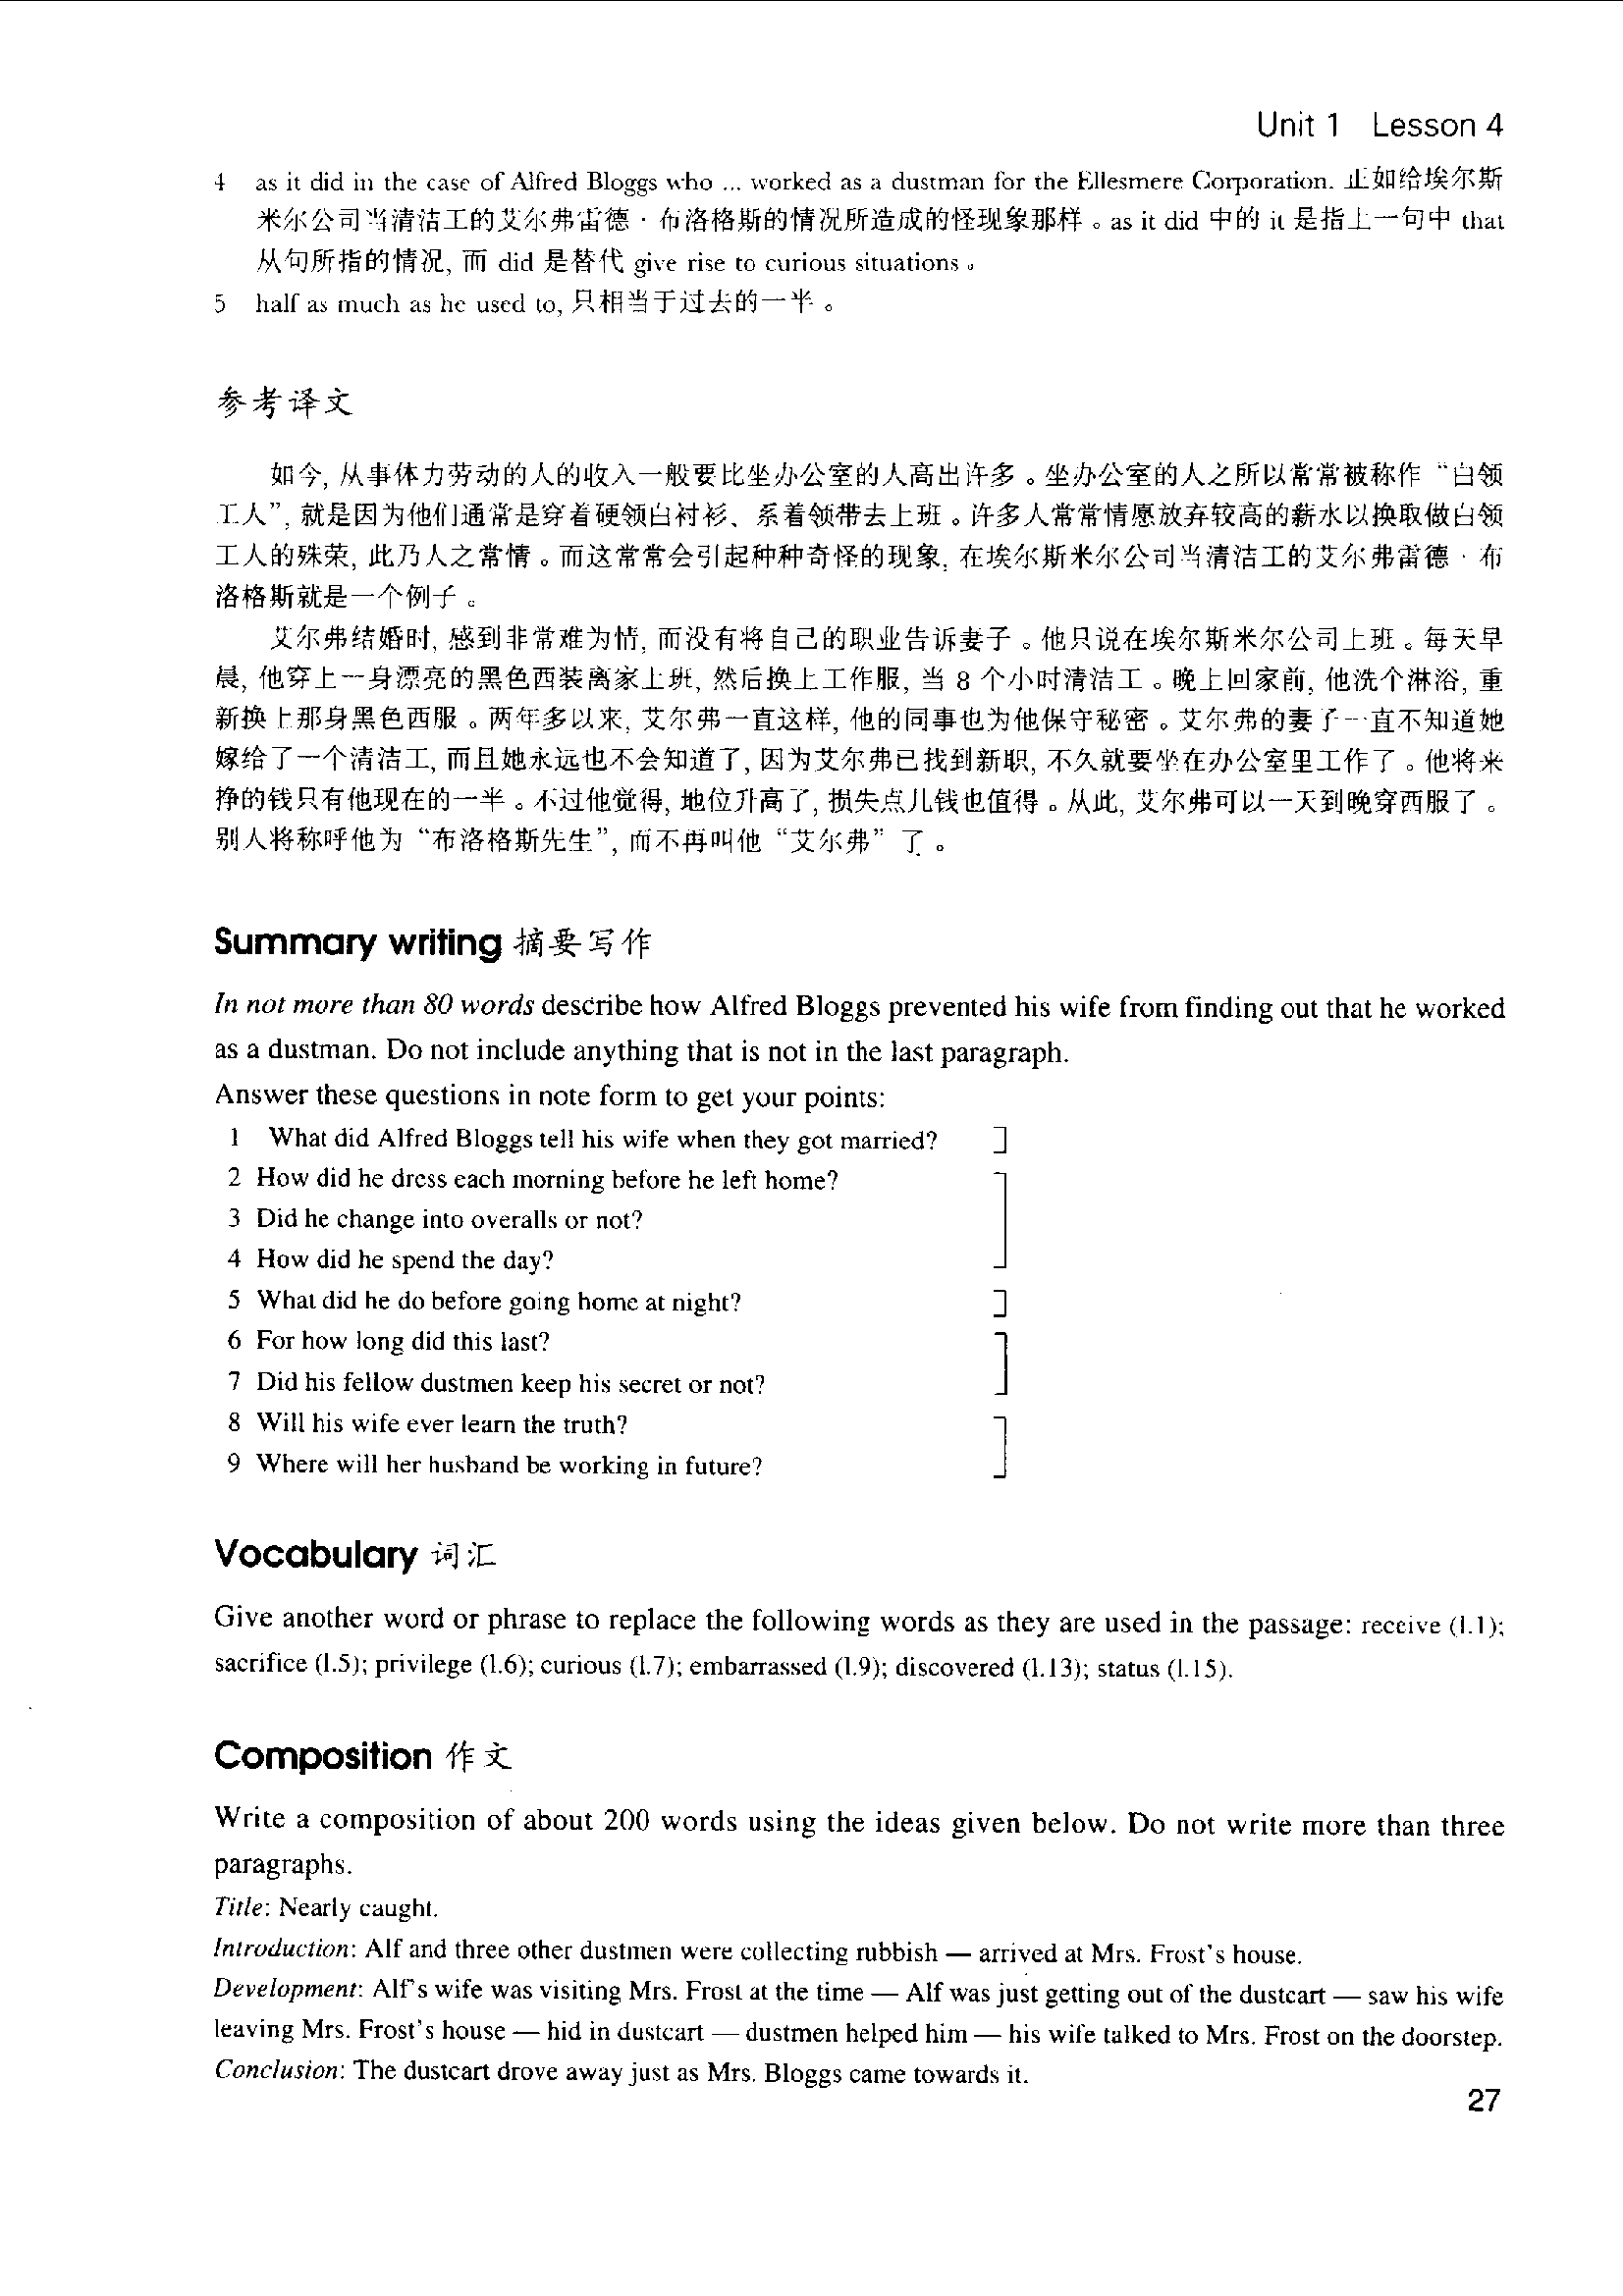 Unit 1 Lesson 4
4 as it did in the case of Alfred Bloggs who ... worked as a dustman for the Ellesmere Corporation. 正如给埃尔斯
米尔公司当清洁工的艾尔弗雷德·布洛格斯的情况所造成的怪现象那样。as it did 中的 it 是指上一句中 that
从句所指的情况, 而 did 是替代 give rise to curious situations。
5 half as much as he used to, 只相当于过去的一半。
参考译文
如今, 从事体力劳动的人的收入一般要比坐办公室的人高出许多。坐办公室的人之所以常常被称作 “白领
工人”, 就是因为他们通常是穿着硬领白衬衫、系着领带去上班。许多人常常情愿放弃较高的薪水以换取做白领
工人的殊荣, 此乃人之常情。而这常常会引起种种奇怪的现象, 在埃尔斯米尔公司当清洁工的艾尔弗雷德·布
洛格斯就是一个例子。
艾尔弗结婚时, 感到非常难为情, 而没有将自己的职业告诉妻子。他只说在埃尔斯米尔公司上班。每天早
晨, 他穿上一身漂亮的黑色西装离家上班, 然后换上工作服, 当 8 个小时清洁工。晚上回家前, 他洗个淋浴, 重
新换上那身黑色西服。两年多以来, 艾尔弗一直这样, 他的同事也为他保守秘密。艾尔弗的妻子一直不知道她
嫁给了一个清洁工, 而且她永远也不会知道了, 因为艾尔弗已找到新职, 不久就要坐在办公室里工作了。他将来
挣的钱只有他现在的一半。不过他觉得, 地位升高了, 损失点儿钱也值得。从此, 艾尔弗可以一天到晚穿西服了。
别人将称呼他为 “布洛格斯先生”, 而不再叫他 “艾尔弗” 了。
Summary writing 摘要写作
In not more than 80 words describe how Alfred Bloggs prevented his wife from finding out that he worked
as a dustman. Do not include anything that is not in the last paragraph.
Answer these questions in note form to get your points:
1 What did Alfred Bloggs tell his wife when they got married?
2 How did he dress each morning before he left home?
3 Did he change into overalls or not?
4 How did he spend the day?
5 What did he do before going home at night?
6 For how long did this last?
7 Did his fellow dustmen keep his secret or not?
8 Will his wife ever learn the truth?
9 Where will her husband be working in future?
Vocabulary 词汇
Give another word or phrase to replace the following words as they are used in the passage: receive (l.1);
sacrifice (l.5); privilege (l.6); curious (l.7); embarrassed (l.9); discovered (l.13); status (l.15).
Composition 作文
Write a composition of about 200 words using the ideas given below. Do not write more than three
paragraphs.
Title: Nearly caught.
Introduction: Alf and three other dustmen were collecting rubbish — arrived at Mrs. Frost's house.
Development: Alf's wife was visiting Mrs. Frost at the time — Alf was just getting out of the dustcart — saw his wife
leaving Mrs. Frost's house — hid in dustcart — dustmen helped him — his wife talked to Mrs. Frost on the doorstep.
Conclusion: The dustcart drove away just as Mrs. Bloggs came towards it.
27